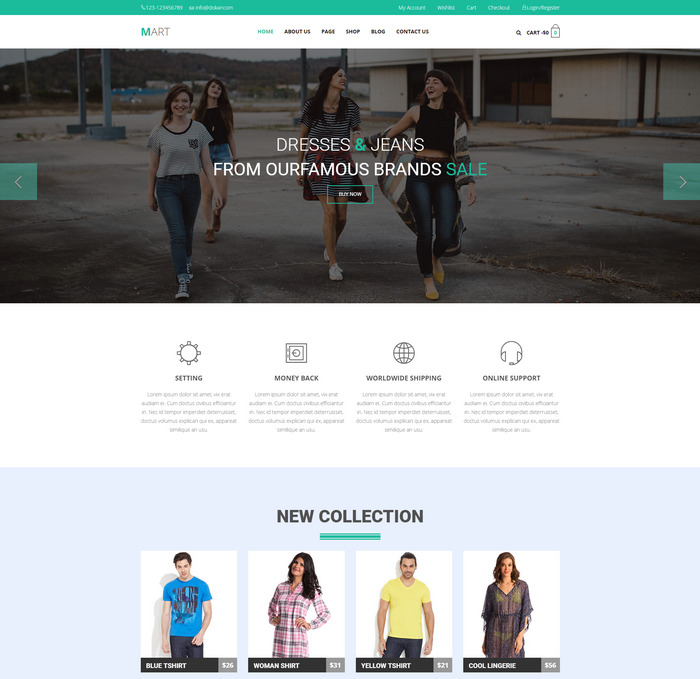 123-123456789 info@dokan.com My Account Wishlist Cart Checkout Login/Register
MART HOME ABOUT US PAGE SHOP BLOG CONTACT US CART -$0 0
DRESSES & JEANS
FROM OURFAMOUS BRANDS SALE
BUY NOW
SETTING MONEY BACK WORLDWIDE SHIPPING ONLINE SUPPORT
Lorem ipsum dolor sit amet, vix erat Lorem ipsum dolor sit amet, vix erat Lorem ipsum dolor sit amet, vix erat Lorem ipsum dolor sit amet, vix erat
audiam ei. Cum civibus efficiantur audiam ei. Cum civibus efficiantur audiam ei. Cum civibus efficiantur audiam ei. Cum civibus efficiantur
in. Nec id tempor imperdiet deterruisset, in. Nec id tempor imperdiet deterruisset, in. Nec id tempor imperdiet deterruisset, in. Nec id tempor imperdiet deterruisset,
doctus volumus explicari ex, appareat doctus volumus explicari ex, appareat doctus volumus explicari ex, appareat doctus volumus explicari ex, appareat
similique an usu. similique an usu. similique an usu. similique an usu.
NEW COLLECTION
BLUE TSHIRT $26 WOMAN SHIRT $31 YELLOW TSHIRT $21 COOL LINGERIE $56